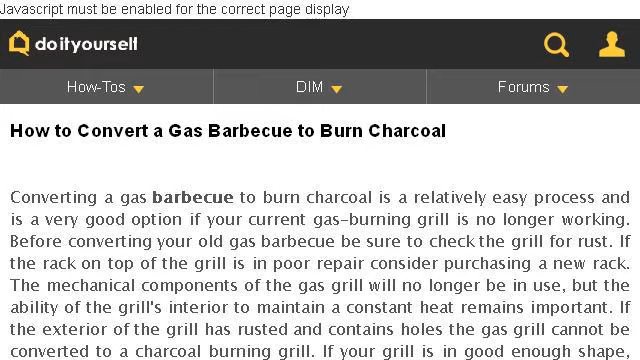 Javascript must be enabled for the correct page display
doityourself
How-Tos DIM Forums
How to Convert a Gas Barbecue to Burn Charcoal
Converting a gas barbecue to burn charcoal is a relatively easy process and
is a very good option if your current gas-burning grill is no longer working.
Before converting your old gas barbecue be sure to check the grill for rust. If
the rack on top of the grill is in poor repair consider purchasing a new rack.
The mechanical components of the gas grill will no longer be in use, but the
ability of the grill's interior to maintain a constant heat remains important. If
the exterior of the grill has rusted and contains holes the gas grill cannot be
converted to a charcoal burning grill. If your grill is in good enough shape,